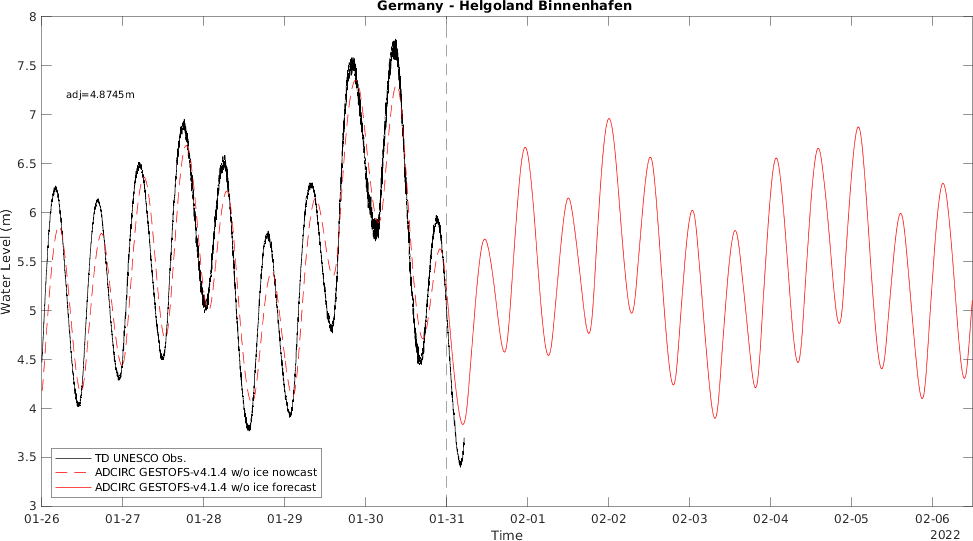 Germany - Helgoland Binnenhafen
8
7.5
7
6.5
6
5.5
5
4.5
4
3.5
3
Water Level (m)
adj=4.8745m
TD UNESCO Obs.
ADCIRC GESTOFS-v4.1.4 w/o ice nowcast
ADCIRC GESTOFS-v4.1.4 w/o ice forecast
01-26 01-27 01-28 01-29 01-30 01-31 02-01 02-02 02-03 02-04 02-05 02-06
Time
2022